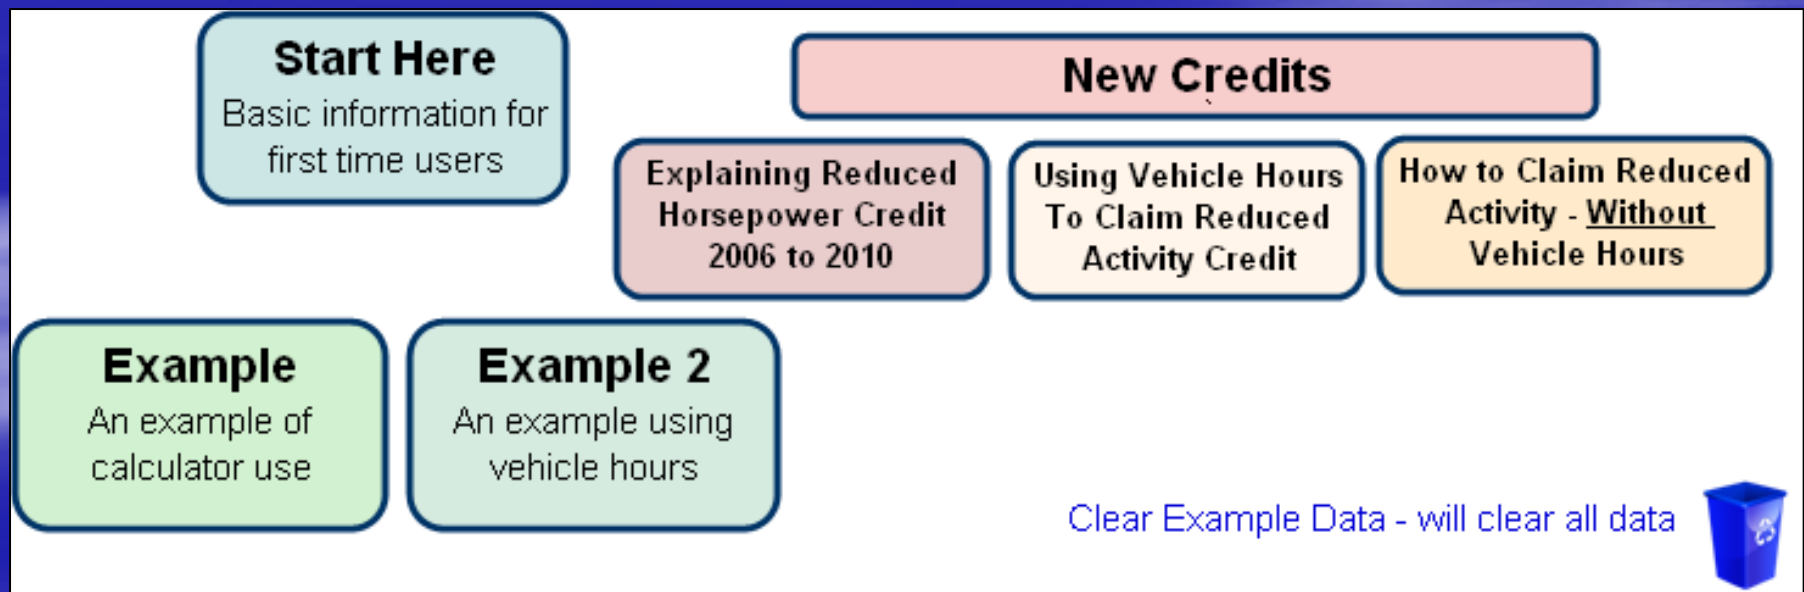 Start Here
Basic information for
first time users
New Credits
Explaining Reduced
Horsepower Credit
2006 to 2010
Using Vehicle Hours
To Claim Reduced
Activity Credit
How to Claim Reduced
Activity - Without
Vehicle Hours
Example
An example of
calculator use
Example 2
An example using
vehicle hours
Clear Example Data - will clear all data